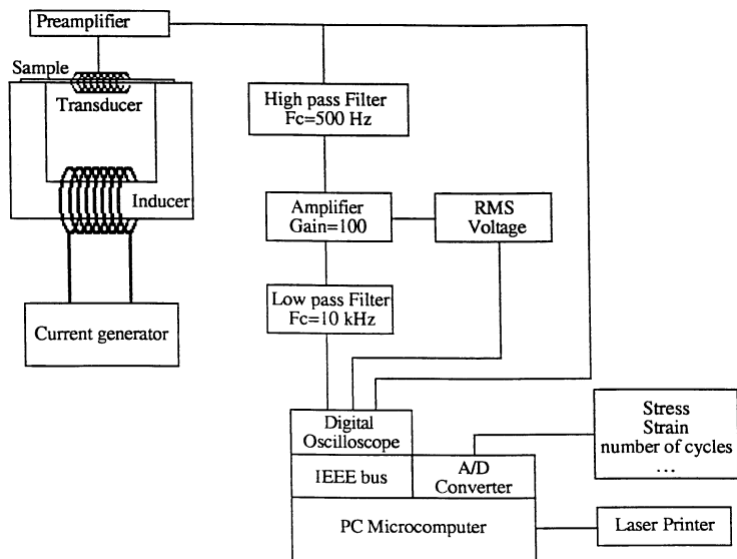 Preamplifier
Sample
Transducer
Inducer
Current generator
High pass Filter
Fc=500 Hz
Amplifier
Gain=100
RMS
Voltage
Low pass Filter
Fc=10 kHz
Digital
Oscilloscope
IEEE bus
A/D
Converter
PC Microcomputer
Stress
Strain
number of cycles
...
Laser Printer